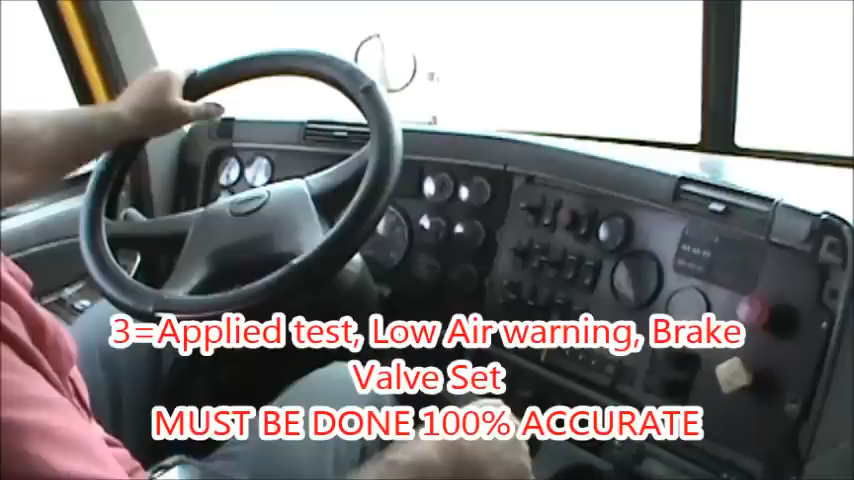 3=Applied test, Low Air warning, Brake
Valve Set
MUST BE DONE 100% ACCURATE